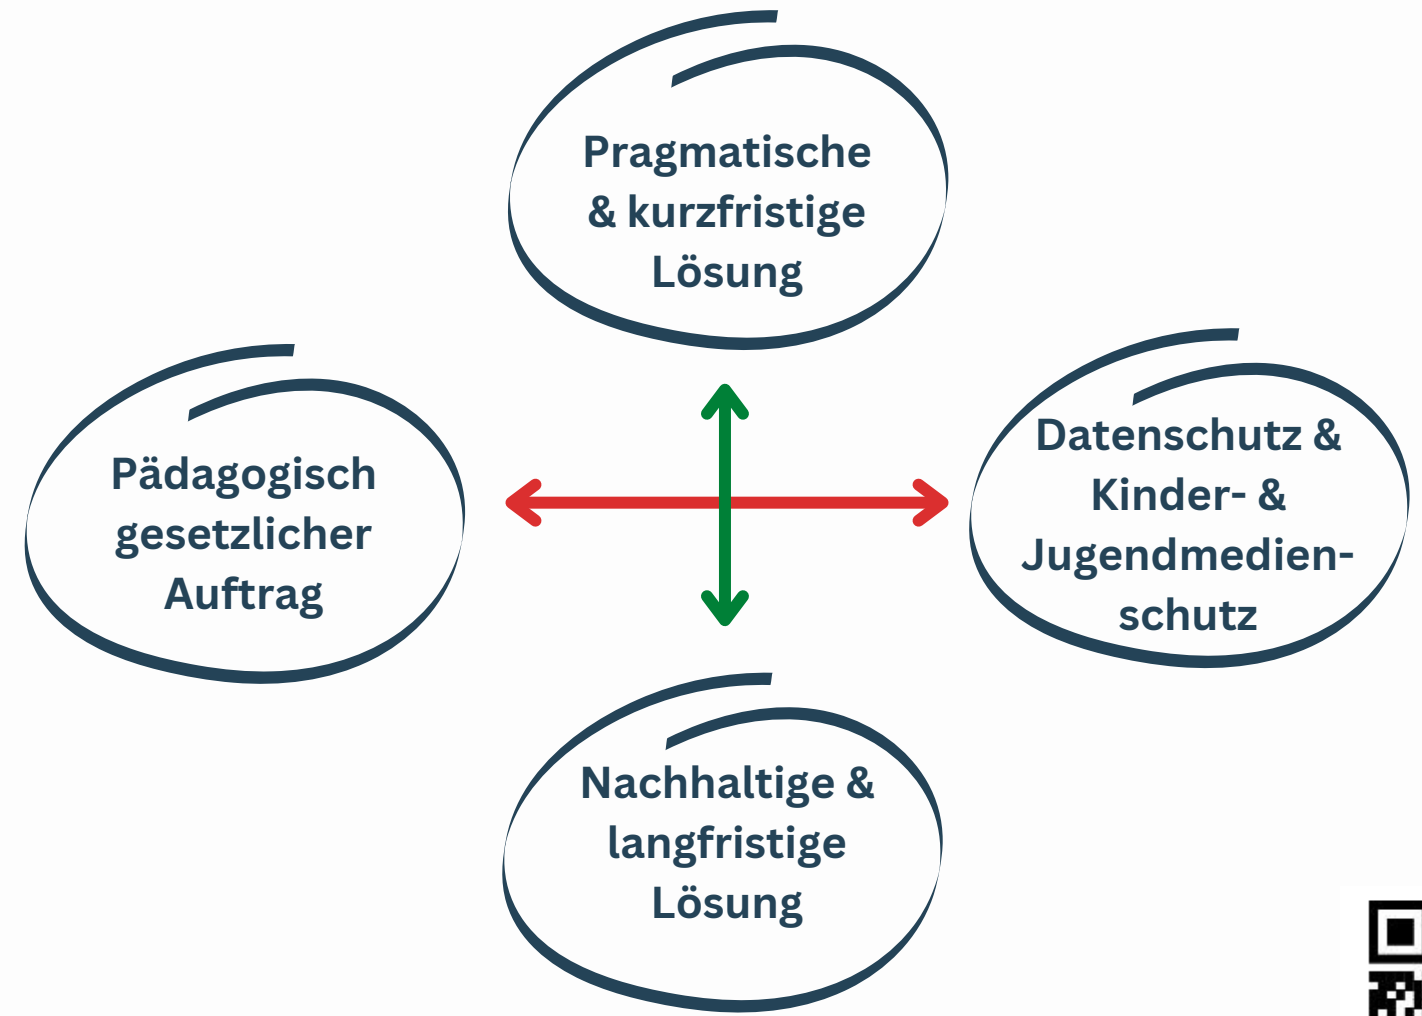 Pragmatische
& kurzfristige
Lösung
Pädagogisch
gesetzlicher
Auftrag
Datenschutz &
Kinder- &
Jugendmedien-
schutz
Nachhaltige &
langfristige
Lösung